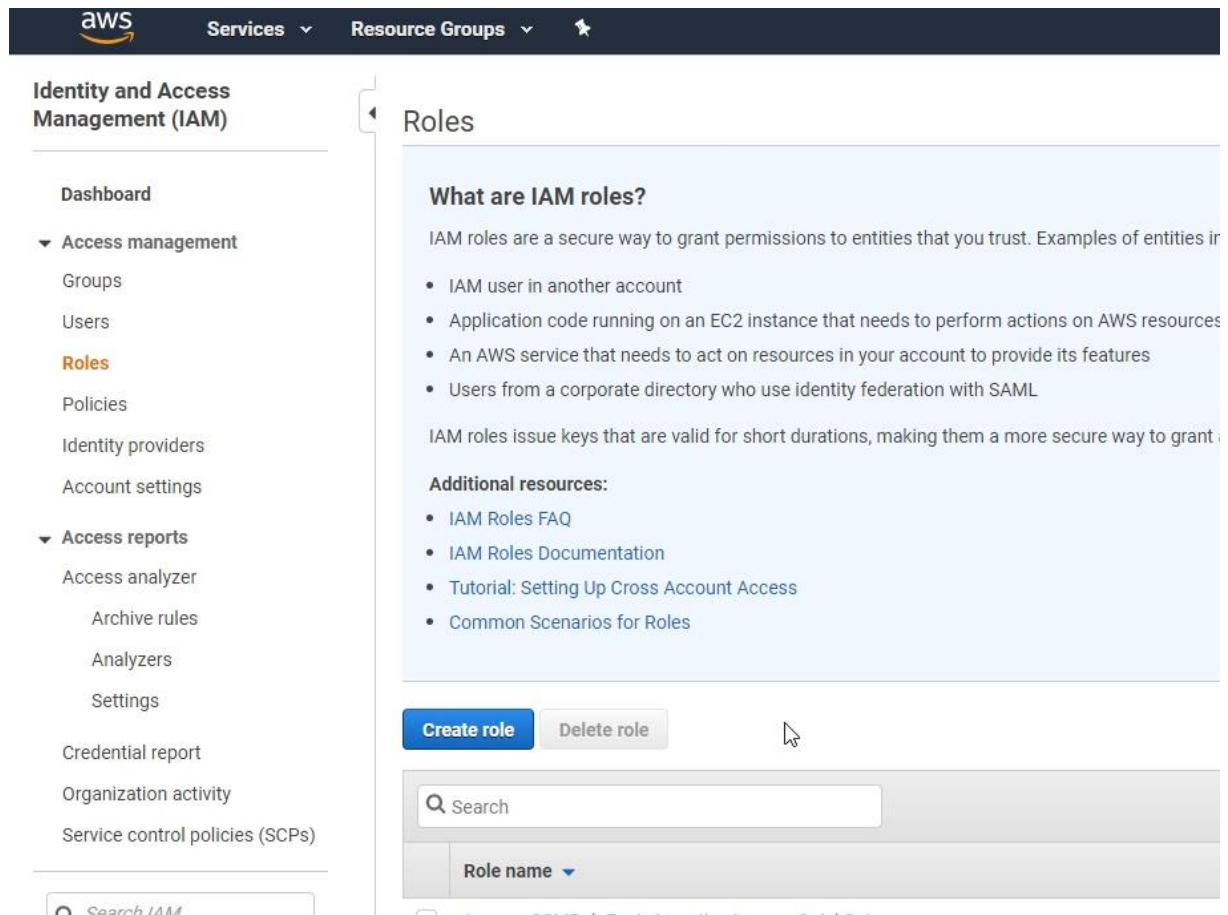 aws
Services
Resource Groups
Identity and Access
Management (IAM)
Dashboard
Access management
Groups
Users
Roles
Policies
Identity providers
Account settings
Access reports
Access analyzer
Archive rules
Analyzers
Settings
Credential report
Organization activity
Service control policies (SCPs)
Search IAM
Roles
What are IAM roles?
IAM roles are a secure way to grant permissions to entities that you trust. Examples of entities
IAM user in another account
Application code running on an EC2 instance that needs to perform actions on AWS resources
An AWS service that needs to act on resources in your account to provide its features
Users from a corporate directory who use identity federation with SAML
IAM roles issue keys that are valid for short durations, making them a more secure way to grant
Additional resources:
IAM Roles FAQ
IAM Roles Documentation
Tutorial: Setting Up Cross Account Access
Common Scenarios for Roles
Create role
Delete role
Search
Role name